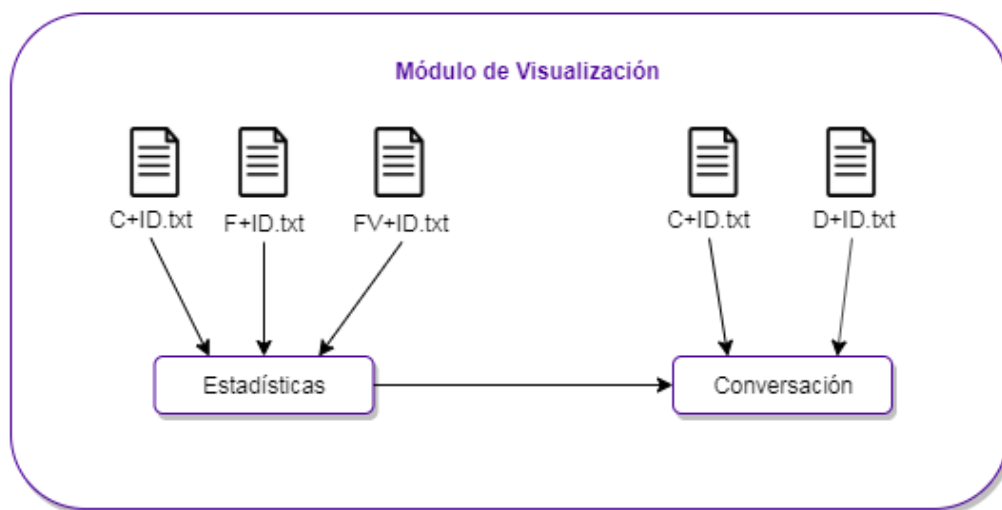 Módulo de Visualización
C+ID.txt
F+ID.txt
FV+ID.txt
C+ID.txt
D+ID.txt
Estadísticas
Conversación